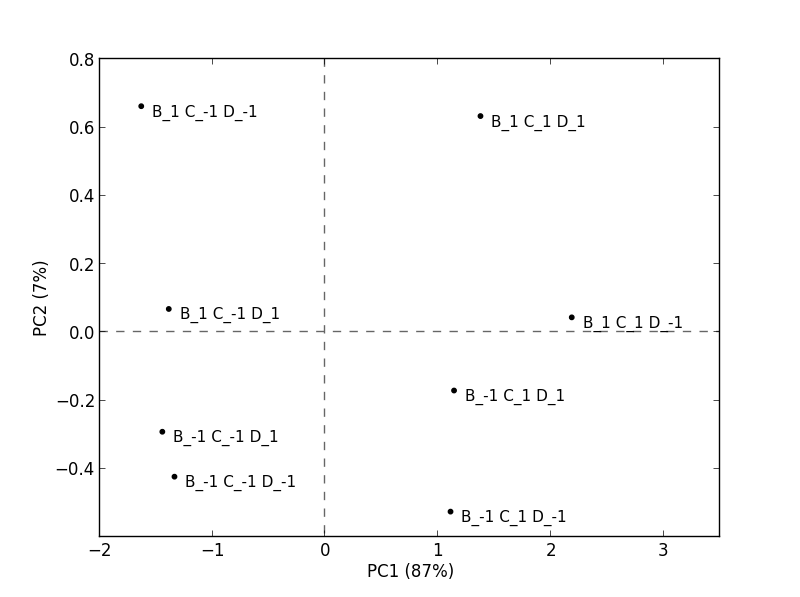 0.8
B_1 C_-1 D_-1
B_1 C_1 D_1
0.6
0.4
0.2
B_1 C_-1 D_1
B_1 C_1 D_-1
0.0
PC2 (7%)
−0.2
B_-1 C_1 D_1
B_-1 C_-1 D_1
−0.4
B_-1 C_-1 D_-1
B_-1 C_1 D_-1
−2 −1 0 1 2 3
PC1 (87%)